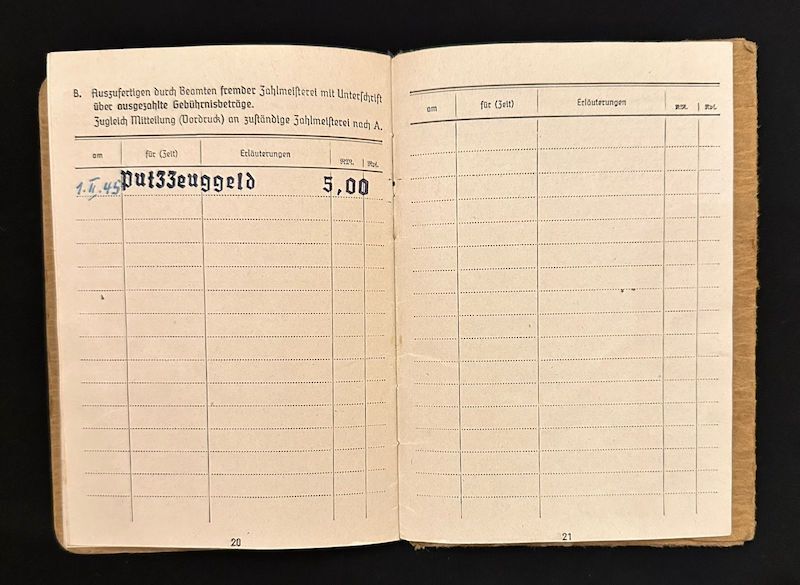 B. Auszufertigen durch Beamten fremder Zahlmeisterei mit Unterschrift
über ausgezahlte Gebührnisbeträge.
Zugleich Mitteilung (Vordruck) an zuständige Zahlmeisterei nach A.
am für (Zeit) Erläuterungen RM. Rpf.
1.II.45 Putzzeuggeld 5,00
20
am für (Zeit) Erläuterungen RM. Rpf.
21